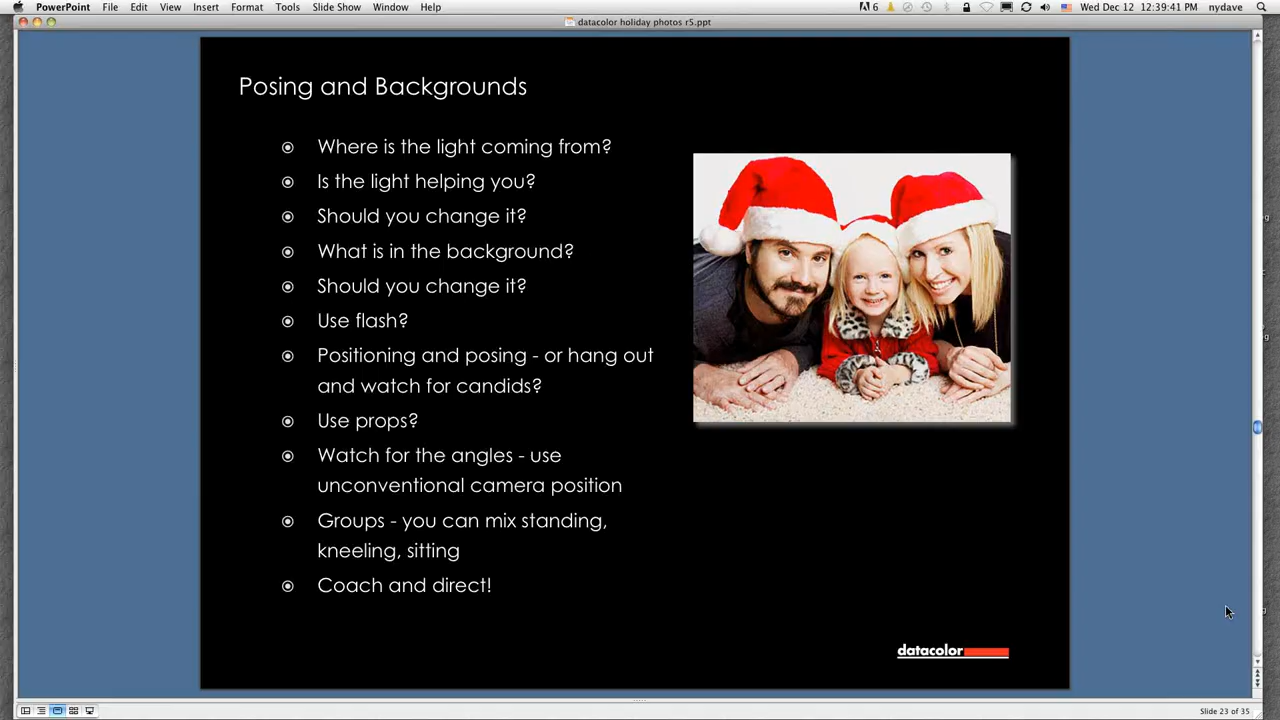 PowerPoint File Edit View Insert Format Tools Slide Show Window Help 6 Wed Dec 12 12:39:41 PM nydave
datacolor holiday photos r5.ppt
Posing and Backgrounds
Where is the light coming from?
Is the light helping you?
Should you change it?
What is in the background?
Should you change it?
Use flash?
Positioning and posing - or hang out
and watch for candids?
Use props?
Watch for the angles - use
unconventional camera position
Groups - you can mix standing,
kneeling, sitting
Coach and direct!
datacolor
Slide 23 of 35